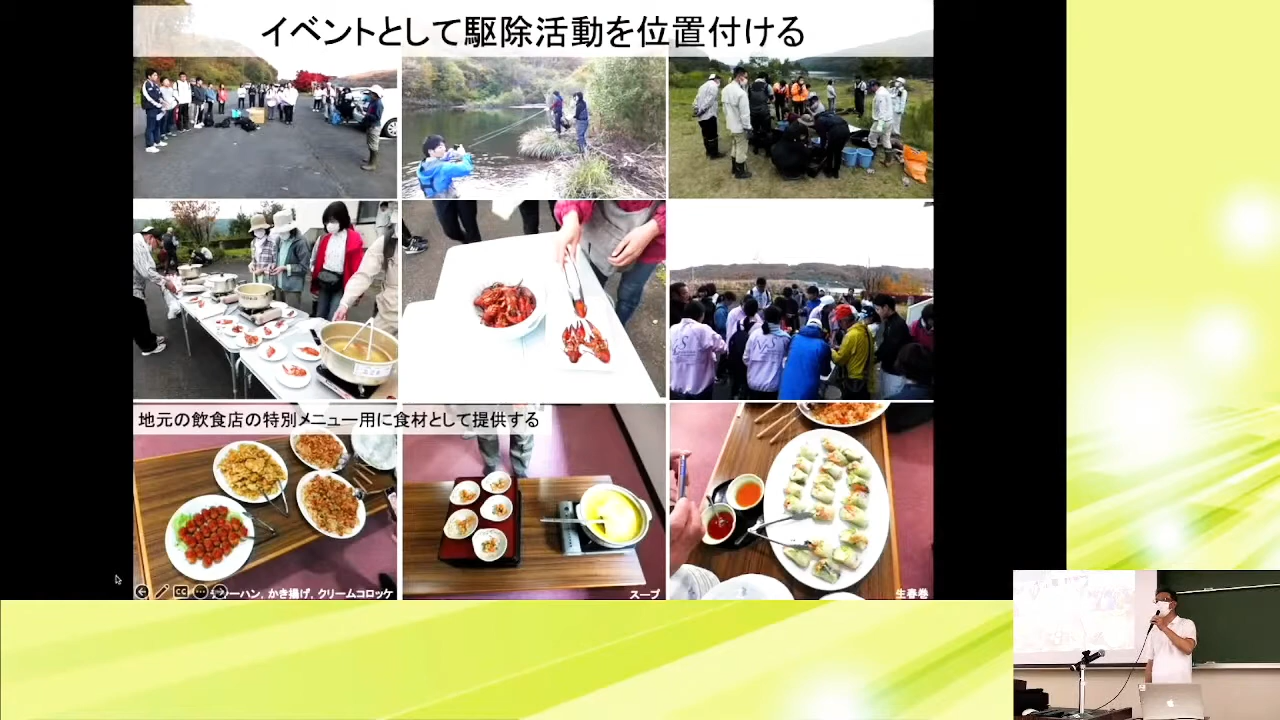 イベントとして駆除活動を位置付ける
地元の飲食店の特別メニュー用に食材として提供する
ーハン, かき揚げ, クリームコロッケ
スープ
生春巻